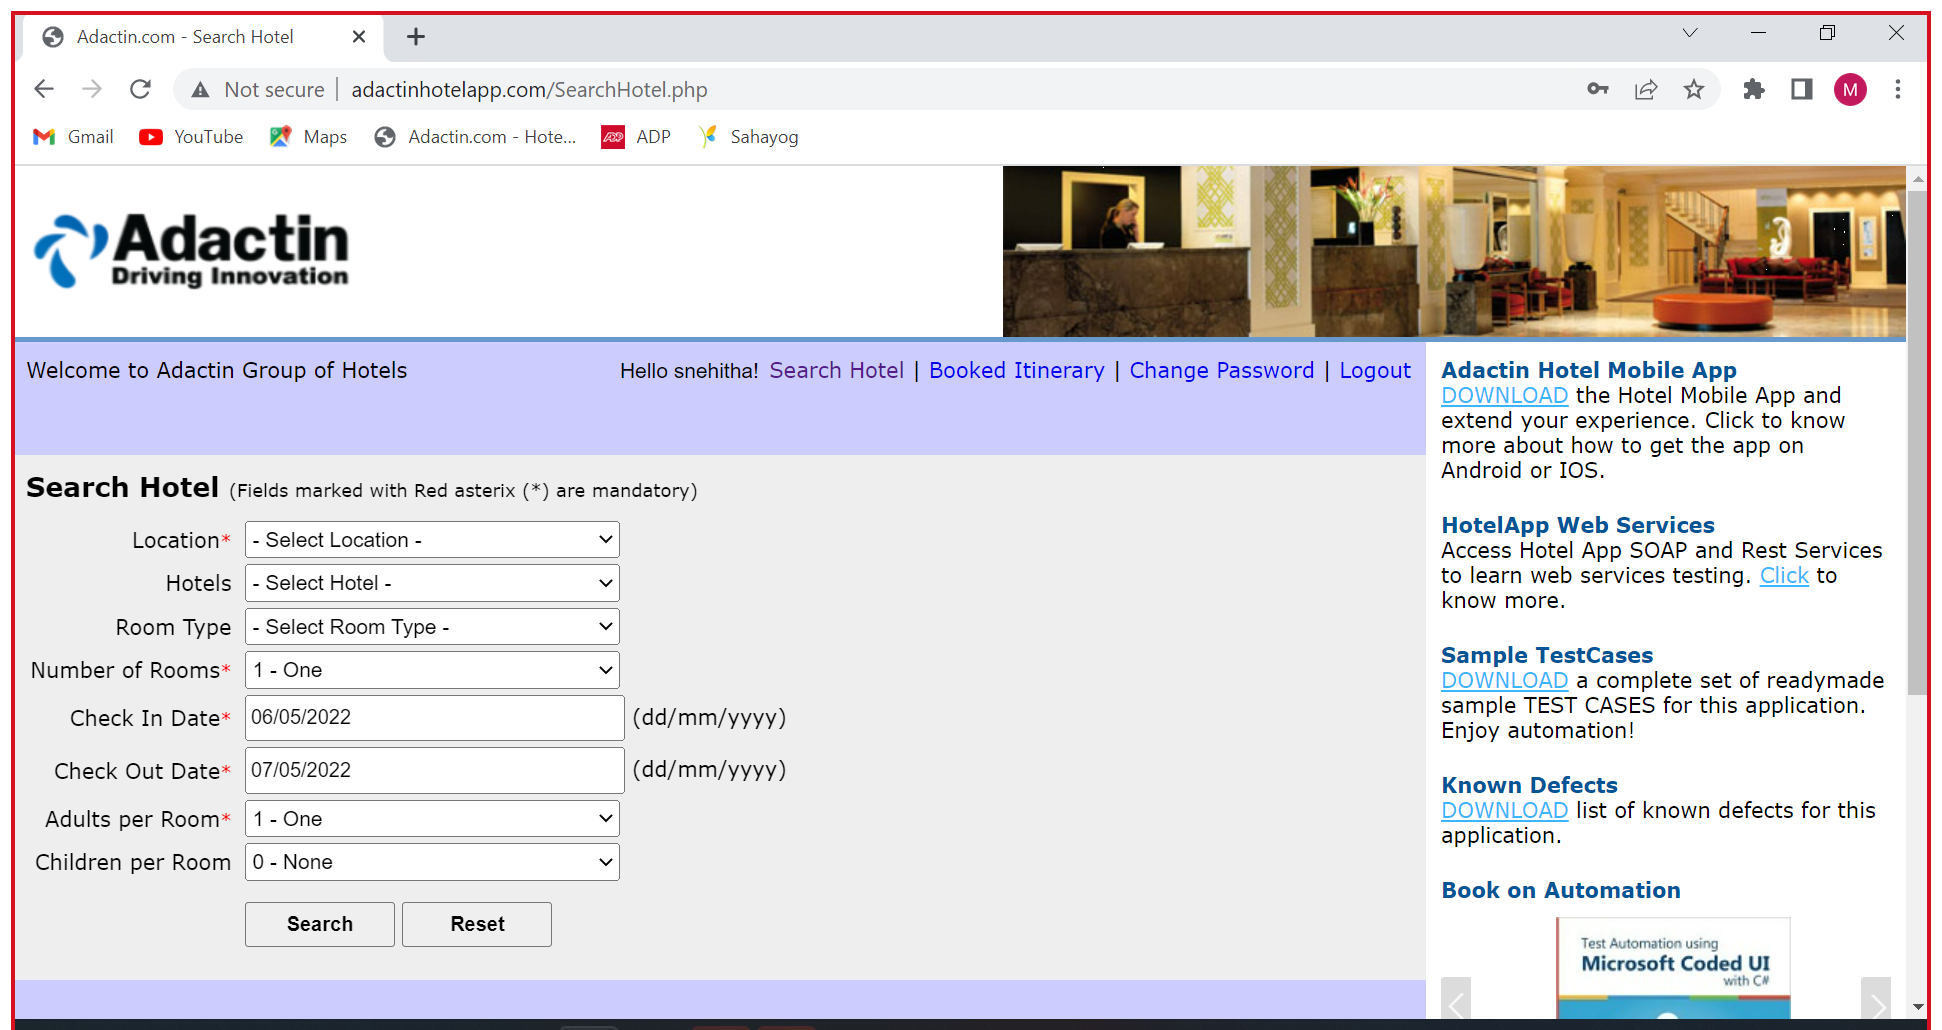 Adactin.com - Search Hotel
Not secure | adactinhotelapp.com/SearchHotel.php
M
Gmail YouTube Maps Adactin.com - Hote... ADP Sahayog
Adactin
Driving Innovation
Welcome to Adactin Group of Hotels
Hello snehitha! Search Hotel | Booked Itinerary | Change Password | Logout
Search Hotel (Fields marked with Red asterix (*) are mandatory)
Location* - Select Location -
Hotels - Select Hotel -
Room Type - Select Room Type -
Number of Rooms* 1 - One
Check In Date* 06/05/2022 (dd/mm/yyyy)
Check Out Date* 07/05/2022 (dd/mm/yyyy)
Adults per Room* 1 - One
Children per Room 0 - None
Search Reset
Adactin Hotel Mobile App
DOWNLOAD the Hotel Mobile App and
extend your experience. Click to know
more about how to get the app on
Android or IOS.
HotelApp Web Services
Access Hotel App SOAP and Rest Services
to learn web services testing. Click to
know more.
Sample TestCases
DOWNLOAD a complete set of readymade
sample TEST CASES for this application.
Enjoy automation!
Known Defects
DOWNLOAD list of known defects for this
application.
Book on Automation
Test Automation using
Microsoft Coded UI
with C#